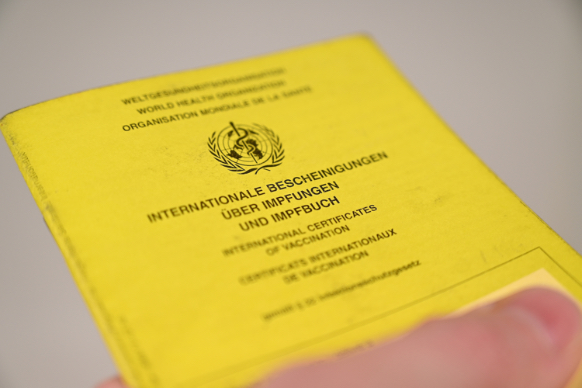 WELTGESUNDHEITSORGANISATION
WORLD HEALTH ORGANIZATION
ORGANISATION MONDIALE DE LA SANTÉ
INTERNATIONALE BESCHEINIGUNGEN
ÜBER IMPFUNGEN
UND IMPFBUCH
INTERNATIONAL CERTIFICATES
OF VACCINATION
CERTIFICATS INTERNATIONAUX
DE VACCINATION
Infektionsschutzgesetz